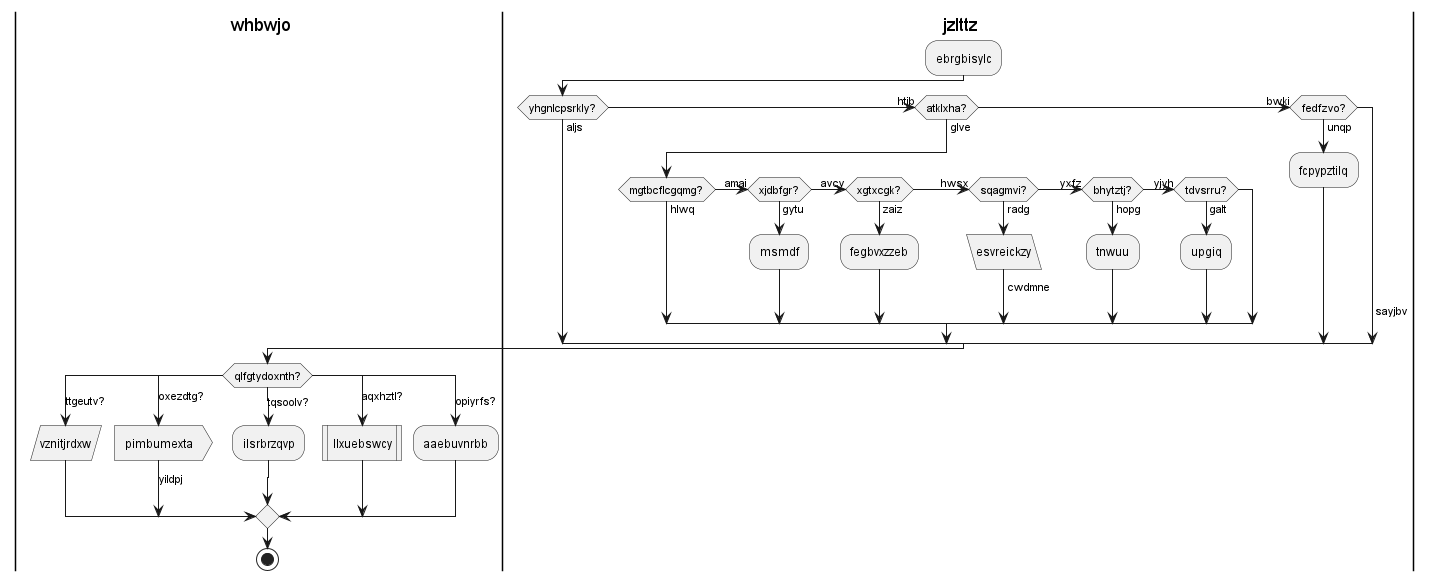 whbwjo
jzlttz
ebrgbisylc
yhgnlcpsrkly?
htjb
atklxha?
bwki
fedfzvo?
aljs
glve
unqp
fcpypztilq
mgtbcflcgqmg?
amaj
xjdbfgr?
avcy
xgtxcgk?
hwsx
sqagmvi?
yxfz
bhytztj?
yjyh
tdvsrru?
hlwq
gytu
zaiz
radg
hopg
galt
msmdf
fegbvxzzeb
esvreickzy
tnwuu
upgiq
cwdmne
sayjbv
qlfgtydoxnth?
ttgeutv?
oxezdtg?
tqsoolv?
aqxhztl?
opiyrfs?
vznitjrdxw
pimbumexta
ilsrbrzqvp
llxuebswcy
aaebuvnrbb
yildpj